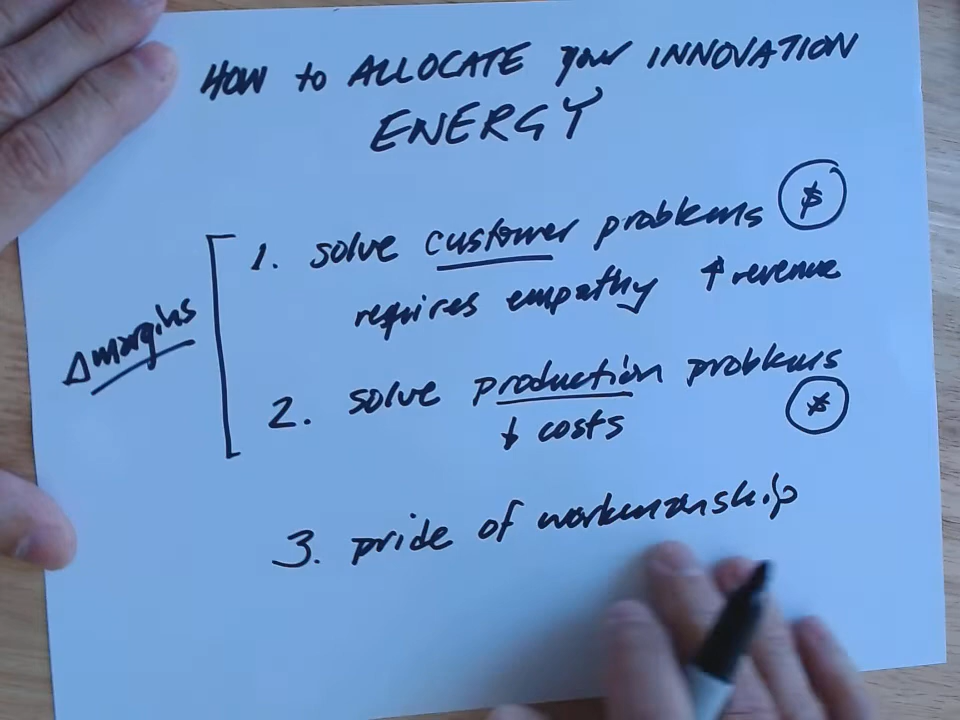 HOW to ALLOCATE your INNOVATION
ENERGY
1. solve customer problems $
requires empathy ↑ revenue
Δ margins
2. solve production problems
↓ costs $
3. pride of workmanship